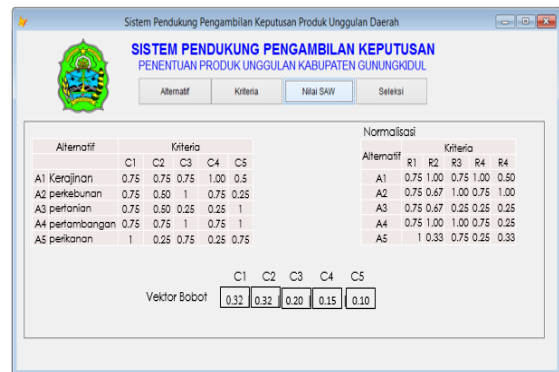 Sistem Pendukung Pengambilan Keputusan Produk Unggulan Daerah
SISTEM PENDUKUNG PENGAMBILAN KEPUTUSAN
PENENTUAN PRODUK UNGGULAN KABUPATEN GUNUNGKIDUL
Alternatif Kriteria Nilai SAW Seleksi
Alternatif Kriteria
C1 C2 C3 C4 C5
A1 Kerajinan 0.75 0.75 0.75 1.00 0.5
A2 perkebunan 0.75 0.50 1 0.75 0.25
A3 pertanian 0.75 0.50 0.25 0.25 1
A4 pertambangan 0.75 0.75 1 0.75 1
A5 perikanan 1 0.25 0.75 0.25 0.75
Normalisasi
Alternatif Kriteria
R1 R2 R3 R4 R4
A1 0.75 1.00 0.75 1.00 0.50
A2 0.75 0.67 1.00 0.75 1.00
A3 0.75 0.67 0.25 0.25 0.25
A4 0.75 1.00 1.00 0.75 0.25
A5 1 0.33 0.75 0.25 0.33
C1 C2 C3 C4 C5
Vektor Bobot 0.32 0.32 0.20 0.15 0.10